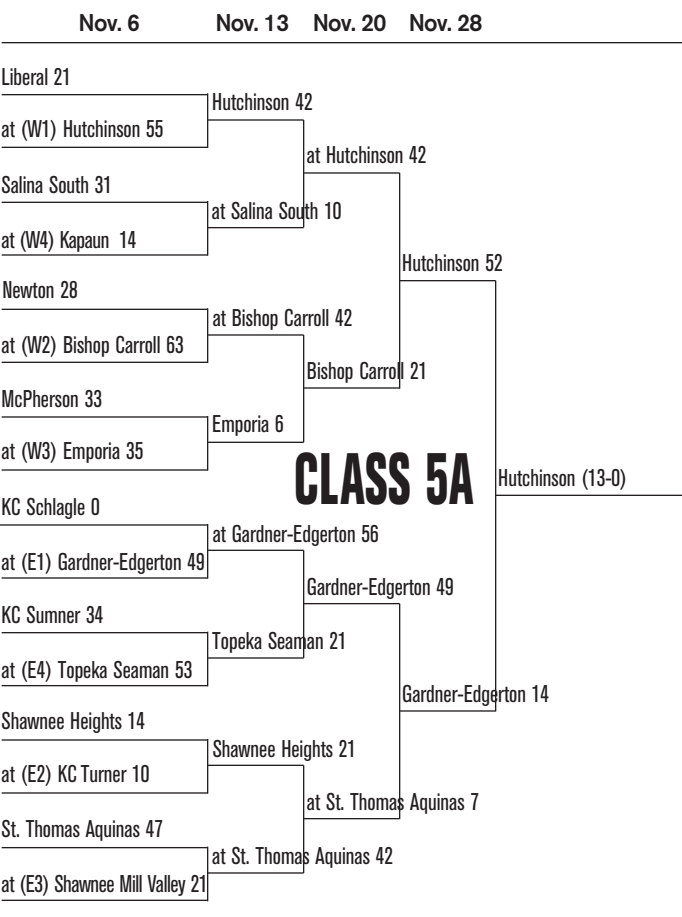 Nov. 6 Nov. 13 Nov. 20 Nov. 28
Liberal 21
Hutchinson 42
at (W1) Hutchinson 55
at Hutchinson 42
Salina South 31
at Salina South 10
at (W4) Kapaun 14
Hutchinson 52
Newton 28
at Bishop Carroll 42
at (W2) Bishop Carroll 63
Bishop Carroll 21
McPherson 33
Emporia 6
at (W3) Emporia 35
CLASS 5A
Hutchinson (13-0)
KC Schlagle 0
at Gardner-Edgerton 56
at (E1) Gardner-Edgerton 49
Gardner-Edgerton 49
KC Sumner 34
Topeka Seaman 21
at (E4) Topeka Seaman 53
Gardner-Edgerton 14
Shawnee Heights 14
Shawnee Heights 21
at (E2) KC Turner 10
at St. Thomas Aquinas 7
St. Thomas Aquinas 47
at St. Thomas Aquinas 42
at (E3) Shawnee Mill Valley 21